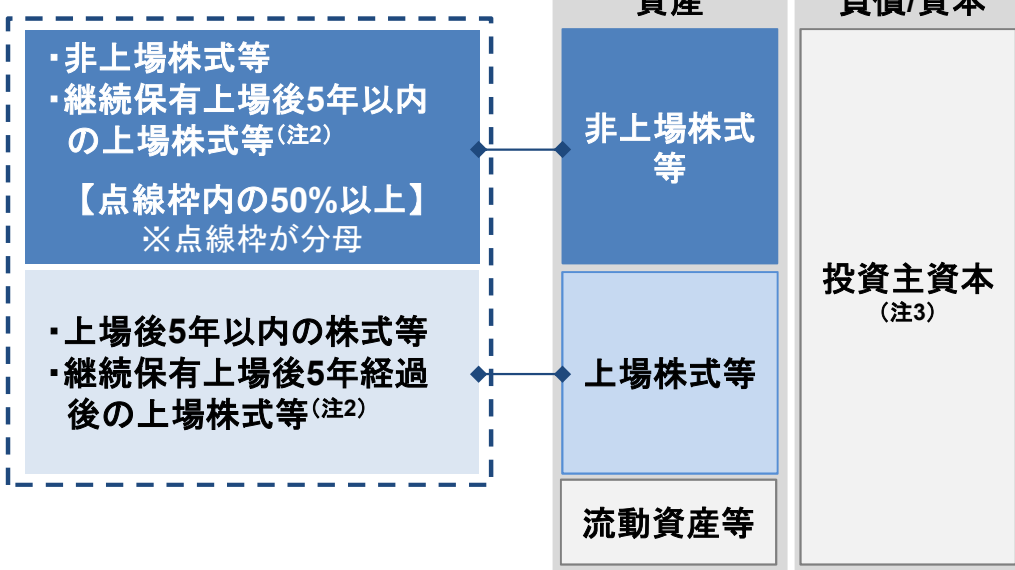 資産
負債/資本
・非上場株式等
・継続保有上場後5年以内
の上場株式等(注2)
【点線枠内の50%以上】
※点線枠が分母
非上場株式
等
投資主資本
(注3)
・上場後5年以内の株式等
・継続保有上場後5年経過
後の上場株式等(注2)
上場株式等
流動資産等